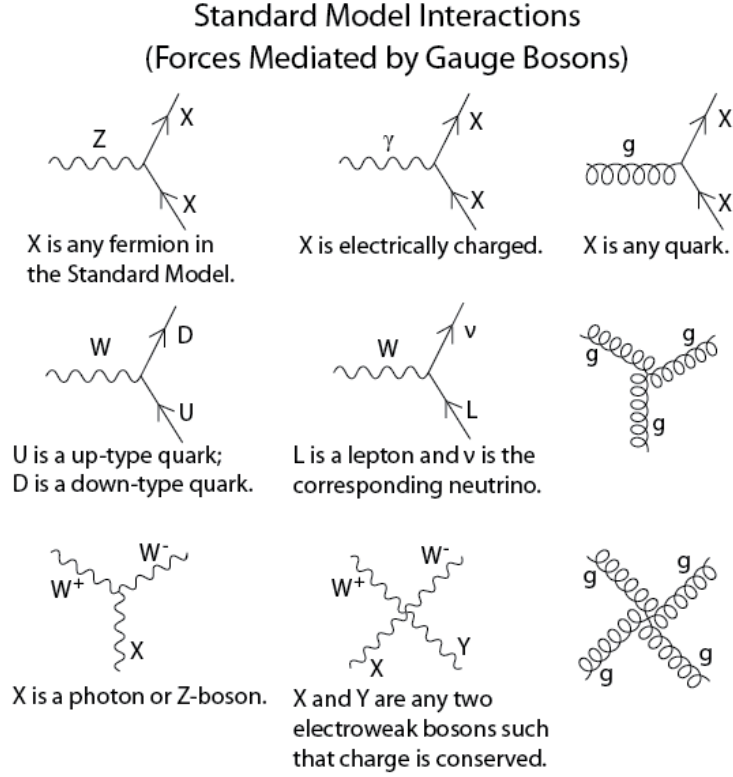 Standard Model Interactions
(Forces Mediated by Gauge Bosons)
Z
X
X
X is any fermion in
the Standard Model.
γ
X
X
X is electrically charged.
g
X
X
X is any quark.
W
D
U
U is a up-type quark;
D is a down-type quark.
W
ν
L
L is a lepton and ν is the
corresponding neutrino.
g
g
g
W⁺
W⁻
X
X is a photon or Z-boson.
W⁺
W⁻
X
Y
X and Y are any two
electroweak bosons such
that charge is conserved.
g
g
g
g